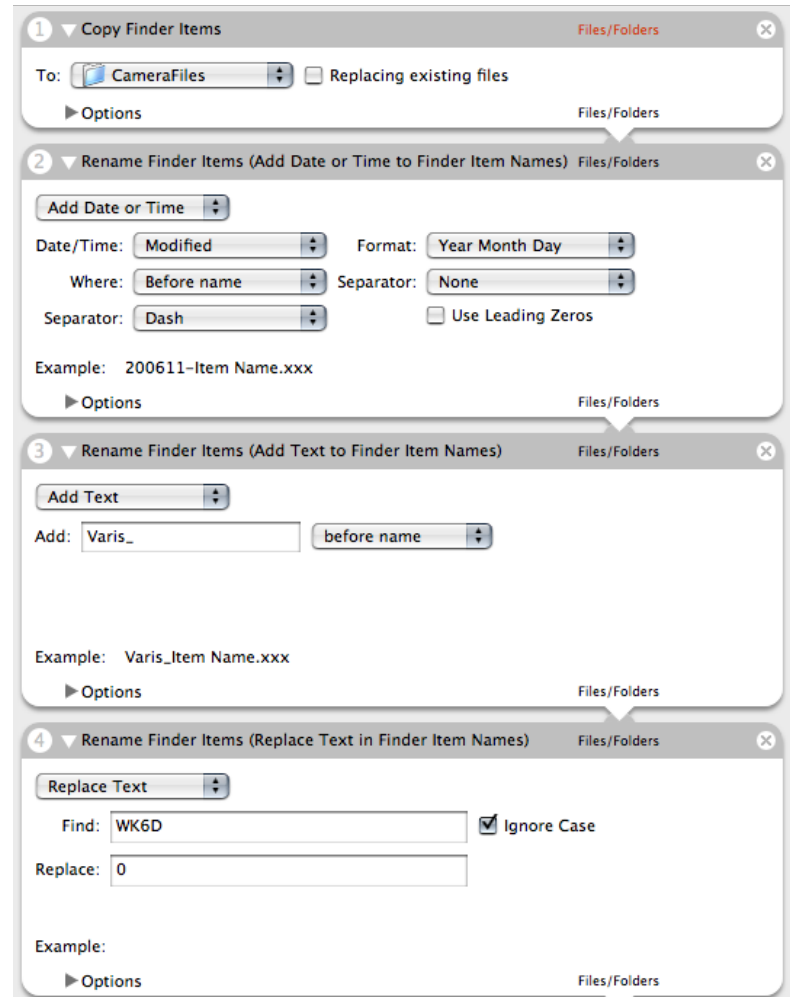 1 Copy Finder Items Files/Folders
To: CameraFiles Replacing existing files
Options Files/Folders
2 Rename Finder Items (Add Date or Time to Finder Item Names) Files/Folders
Add Date or Time
Date/Time: Modified Format: Year Month Day
Where: Before name Separator: None
Separator: Dash Use Leading Zeros
Example: 200611-Item Name.xxx
Options Files/Folders
3 Rename Finder Items (Add Text to Finder Item Names) Files/Folders
Add Text
Add: Varis_ before name
Example: Varis_Item Name.xxx
Options Files/Folders
4 Rename Finder Items (Replace Text in Finder Item Names) Files/Folders
Replace Text
Find: WK6D Ignore Case
Replace: 0
Example:
Options Files/Folders